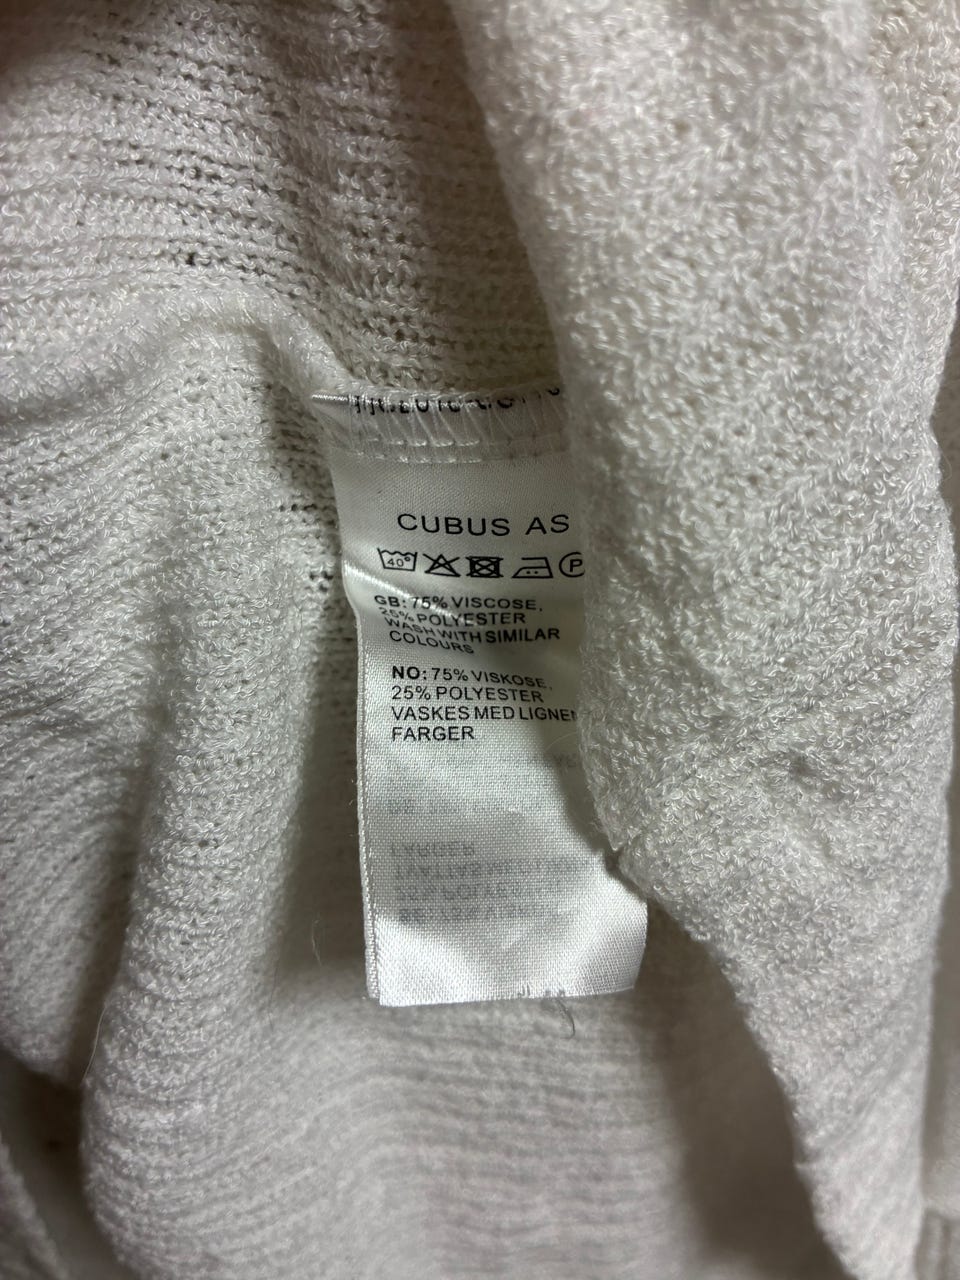 CUBUS AS
40° P
GB: 75% VISCOSE,
25% POLYESTER
WASH WITH SIMILAR
COLOURS
NO: 75% VISKOSE,
25% POLYESTER
VASKES MED LIGNEN
FARGER